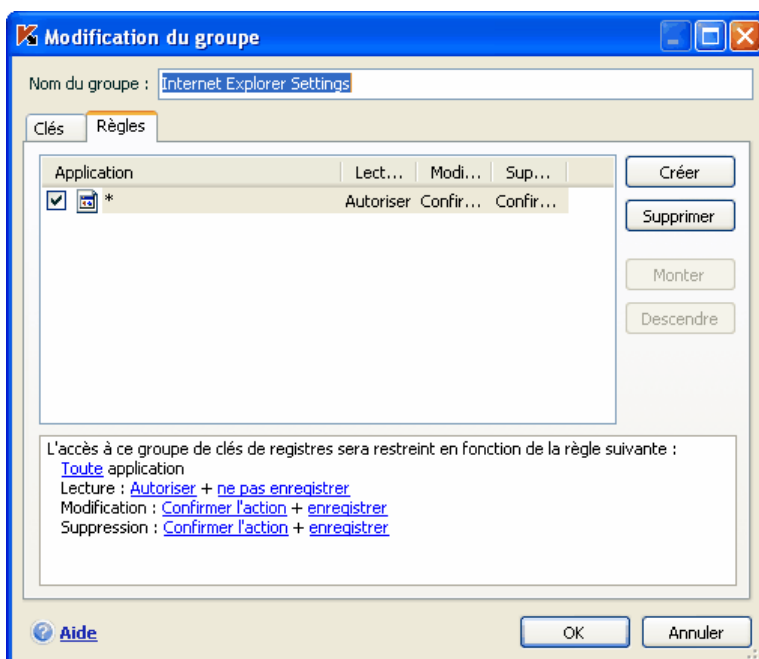 Modification du groupe
Nom du groupe : Internet Explorer Settings
Clés Règles
Application Lect... Modi... Sup...
* Autoriser Confir... Confir...
Créer
Supprimer
Monter
Descendre
L'accès à ce groupe de clés de registres sera restreint en fonction de la règle suivante :
Toute application
Lecture : Autoriser + ne pas enregistrer
Modification : Confirmer l'action + enregistrer
Suppression : Confirmer l'action + enregistrer
Aide OK Annuler